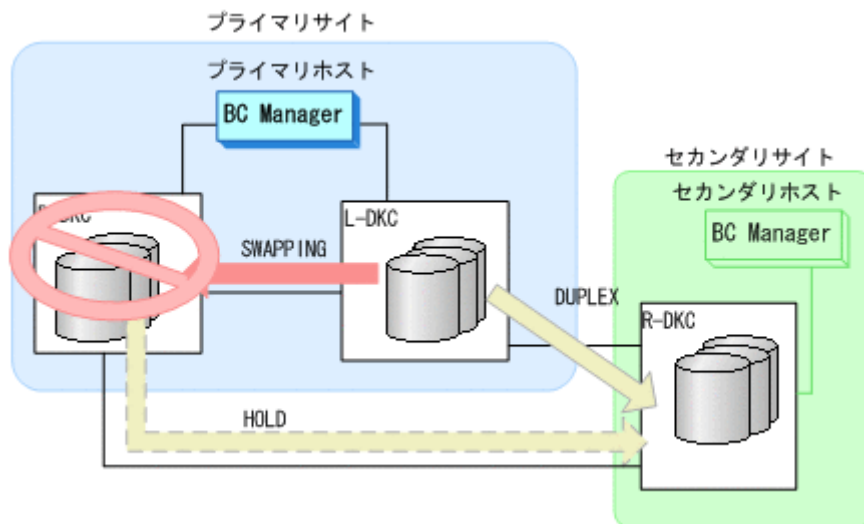 プライマリサイト
プライマリホスト
BC Manager
セカンダリサイト
セカンダリホスト
BC Manager
L-DKC
SWAPPING
DUPLEX
R-DKC
HOLD